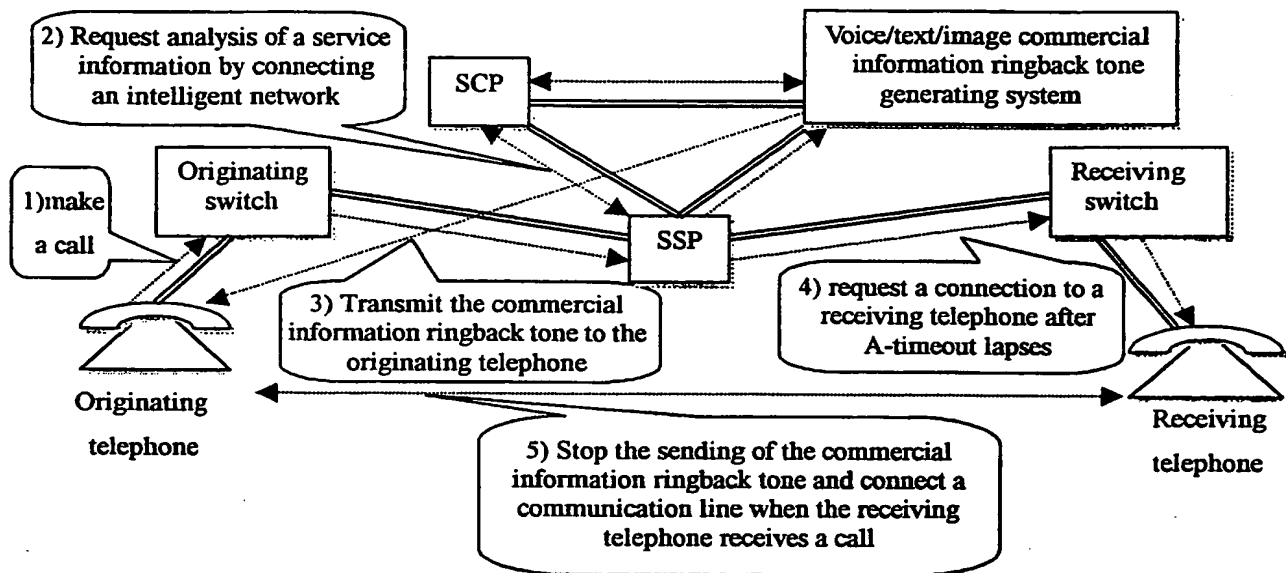 2) Request analysis of a service
information by connecting
an intelligent network
SCP
Voice/text/image commercial
information ringback tone
generating system
1)make
a call
Originating
switch
SSP
Receiving
switch
3) Transmit the commercial
information ringback tone to the
originating telephone
4) request a connection to a
receiving telephone after
A-timeout lapses
Originating
telephone
Receiving
telephone
5) Stop the sending of the commercial
information ringback tone and connect a
communication line when the receiving
telephone receives a call